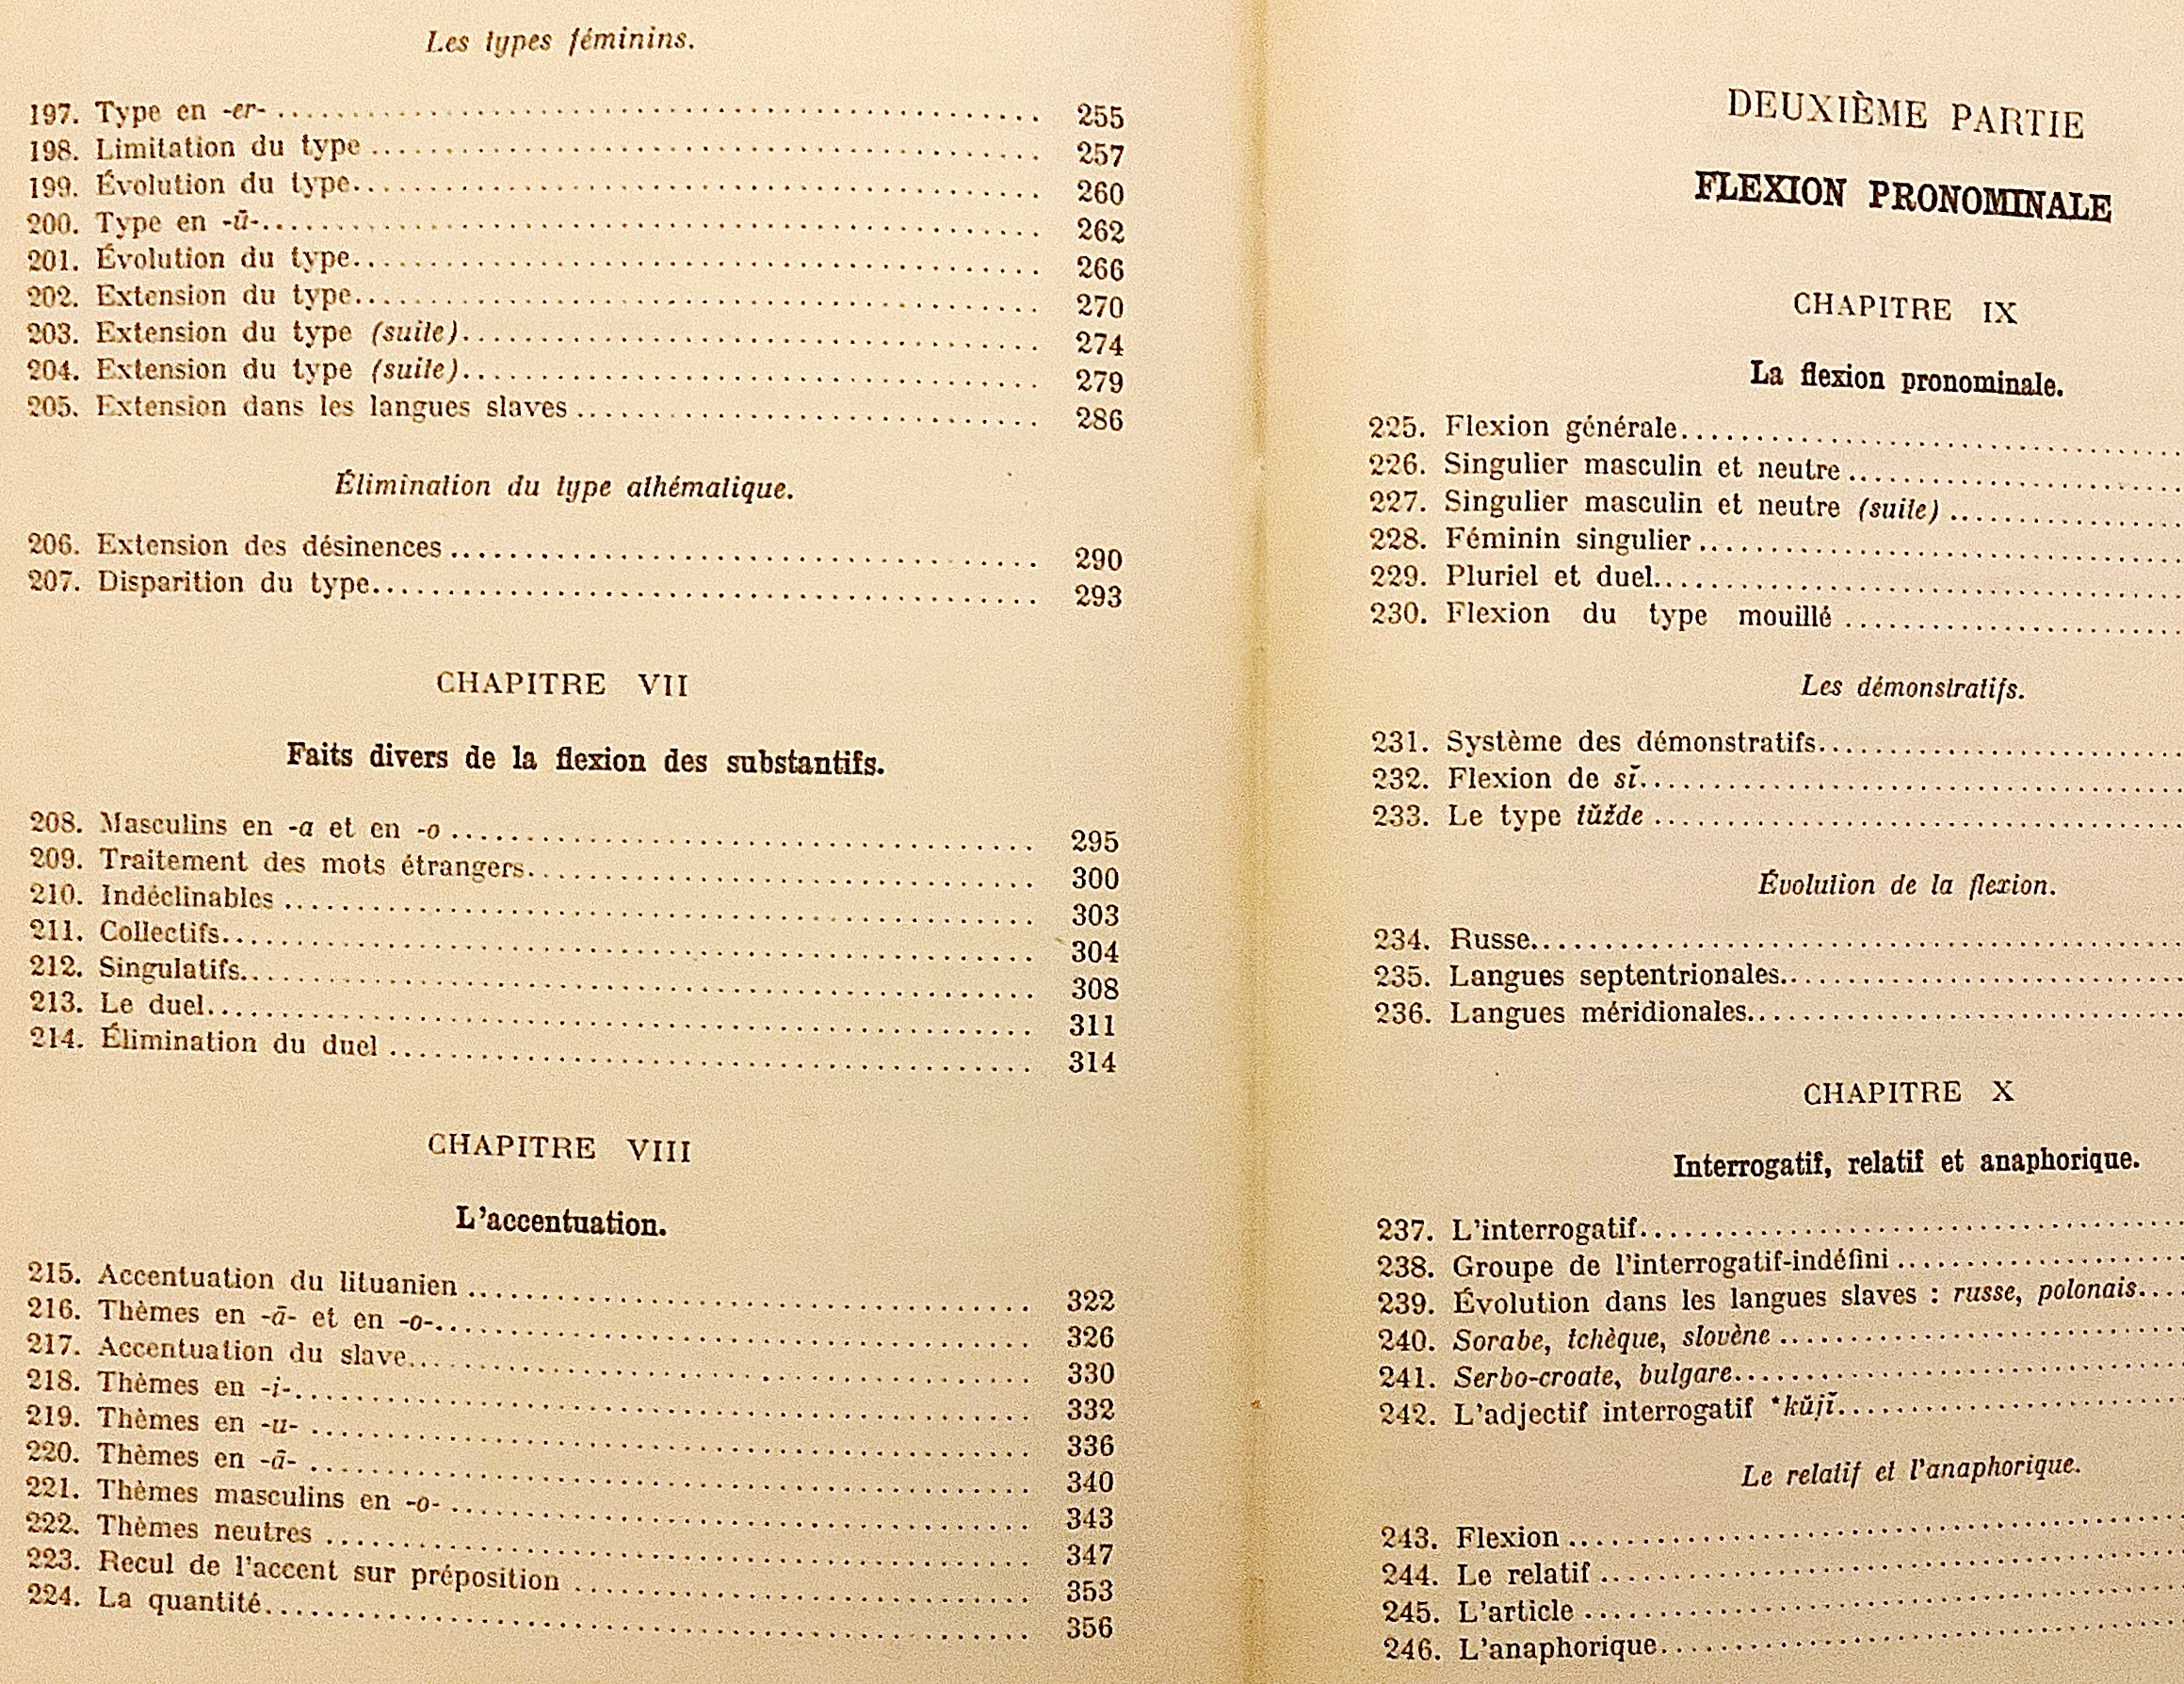 Les types féminins.
197. Type en -er- 255
198. Limitation du type 257
199. Évolution du type 260
200. Type en -ū- 262
201. Évolution du type 266
202. Extension du type 270
203. Extension du type (suite) 274
204. Extension du type (suite) 279
205. Extension dans les langues slaves 286
Élimination du type athématique.
206. Extension des désinences 290
207. Disparition du type 293
CHAPITRE VII
Faits divers de la flexion des substantifs.
208. Masculins en -a et en -o 295
209. Traitement des mots étrangers 300
210. Indéclinables 303
211. Collectifs 304
212. Singulatifs 308
213. Le duel 311
214. Élimination du duel 314
CHAPITRE VIII
L'accentuation.
215. Accentuation du lituanien 322
216. Thèmes en -ā- et en -o- 326
217. Accentuation du slave 330
218. Thèmes en -i- 332
219. Thèmes en -u- 336
220. Thèmes en -ā- 340
221. Thèmes masculins en -o- 343
222. Thèmes neutres 347
223. Recul de l'accent sur préposition 353
224. La quantité 356
DEUXIÈME PARTIE
FLEXION PRONOMINALE
CHAPITRE IX
La flexion pronominale.
225. Flexion générale
226. Singulier masculin et neutre
227. Singulier masculin et neutre (suite)
228. Féminin singulier
229. Pluriel et duel
230. Flexion du type mouillé
Les démonstratifs.
231. Système des démonstratifs
232. Flexion de sĭ
233. Le type tŭžde
Évolution de la flexion.
234. Russe
235. Langues septentrionales
236. Langues méridionales
CHAPITRE X
Interrogatif, relatif et anaphorique.
237. L'interrogatif
238. Groupe de l'interrogatif-indéfini
239. Évolution dans les langues slaves : russe, polonais
240. Sorabe, tchèque, slovène
241. Serbo-croate, bulgare
242. L'adjectif interrogatif *kŭjĭ
Le relatif et l'anaphorique.
243. Flexion
244. Le relatif
245. L'article
246. L'anaphorique